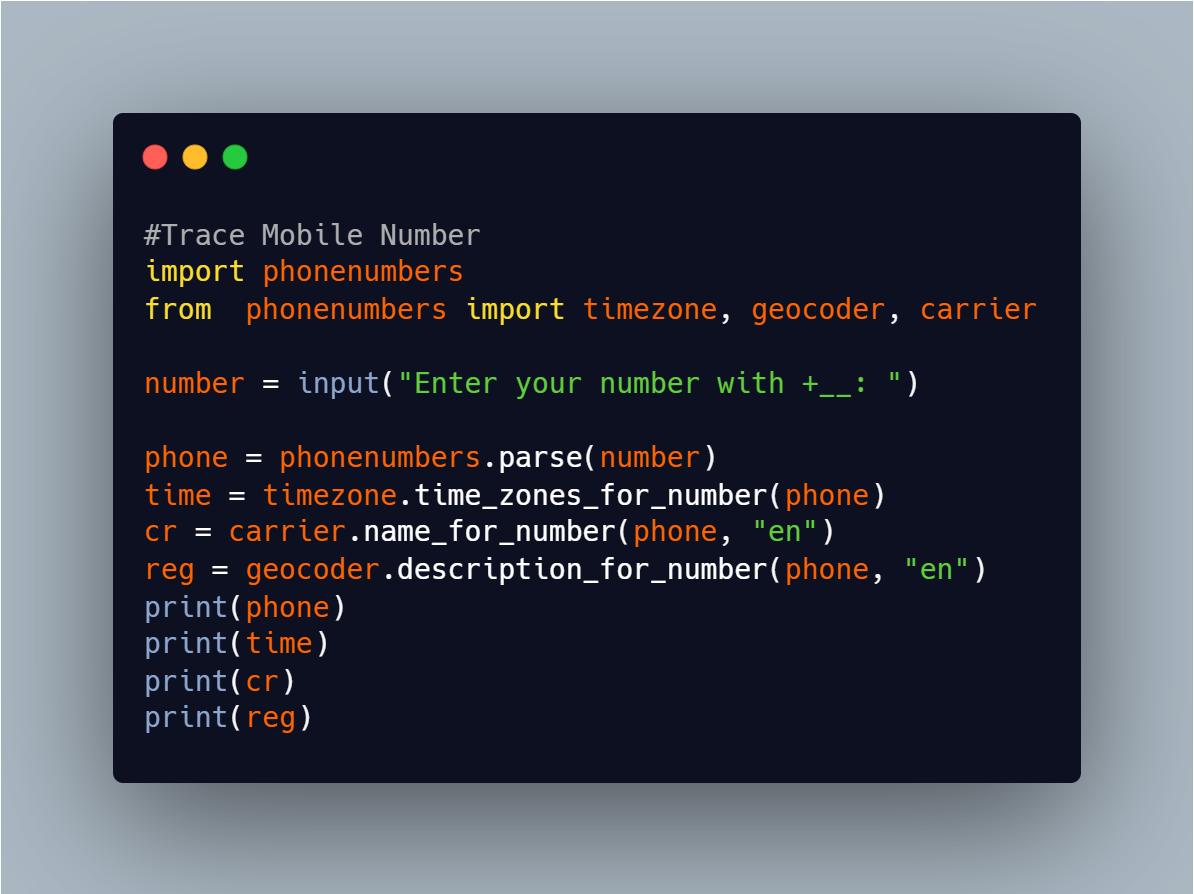 #Trace Mobile Number
import phonenumbers
from  phonenumbers import timezone, geocoder, carrier
number = input("Enter your number with +__: ")
phone = phonenumbers.parse(number)
time = timezone.time_zones_for_number(phone)
cr = carrier.name_for_number(phone, "en")
reg = geocoder.description_for_number(phone, "en")
print(phone)
print(time)
print(cr)
print(reg)